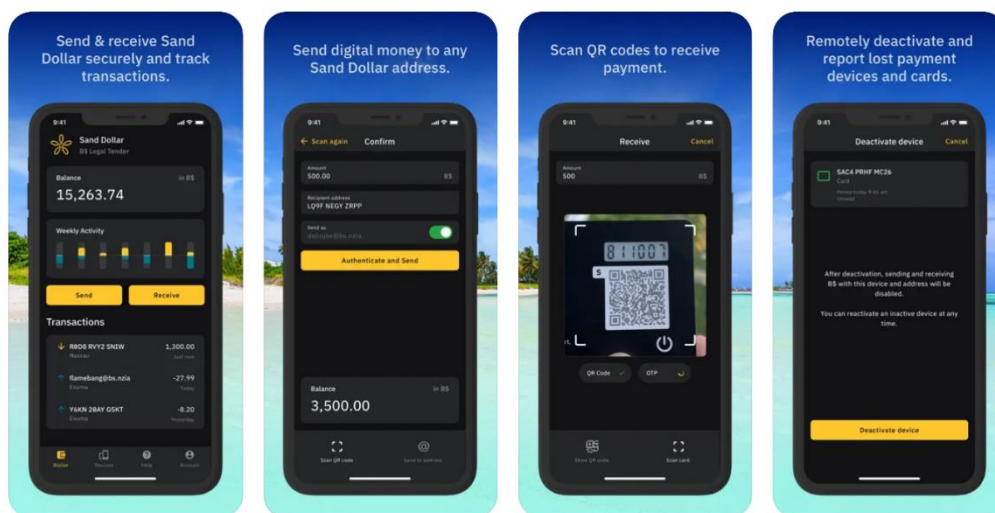 Send & receive Sand
Dollar securely and track
transactions.
9:41
Sand Dollar
B$ Legal Tender
Balance
in B$
15,263.74
Weekly Activity
Send
Receive
Transactions
R0D8 RVY2 SNIW
1,300.00
Nassau
Just now
flamebang@bs.nzia
-27.99
Exuma
Today
Y6KN 2BAY G5KT
-8.20
Exuma
Yesterday
Wallet
Devices
Help
Account
Send digital money to any
Sand Dollar address.
9:41
← Scan again
Confirm
Amount
500.00
B$
Recipient address
LQ9F NEGY ZRPP
Send as
Authenticate and Send
Balance
in B$
3,500.00
Scan QR code
Send to address
Scan QR codes to receive
payment.
9:41
Receive
Cancel
Amount
500
B$
811007
S
QR Code
OTP
Show QR code
Scan card
Remotely deactivate and
report lost payment
devices and cards.
9:41
Deactivate device
Cancel
SAC4 PRHF MC26
Card
After deactivation, sending and receiving
B$ with this device and address will be
disabled.
You can reactivate an inactive device at any
time.
Deactivate device